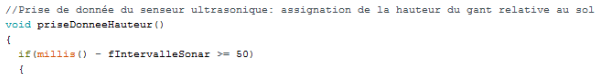 //Prise de donnée du senseur ultrasonique: assignation de la hauteur du gant relative au sol
void priseDonneeHauteur()
{
  if(millis() - fIntervalleSonar >= 50)
  {